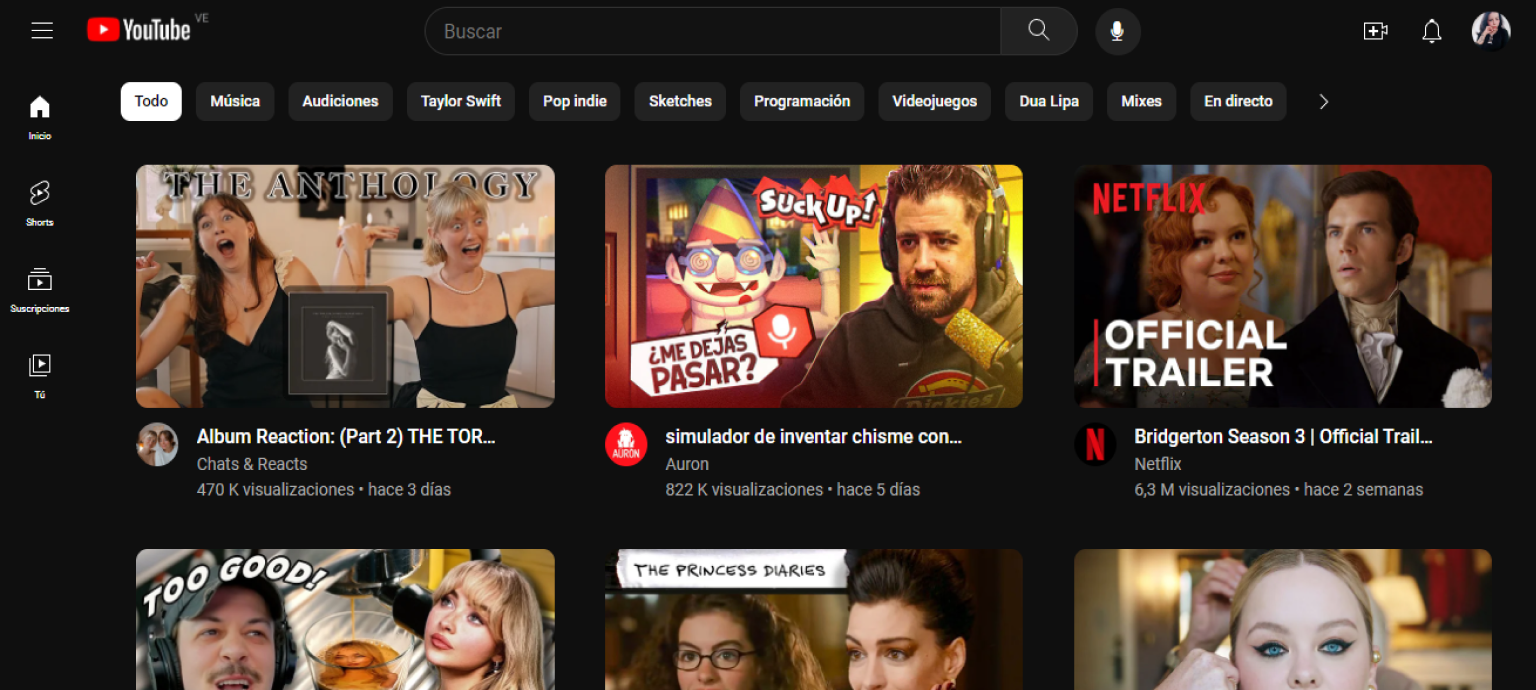 YouTube VE
Buscar
Todo
Música
Audiciones
Taylor Swift
Pop indie
Sketches
Programación
Videojuegos
Dua Lipa
Mixes
En directo
Inicio
Shorts
Suscripciones
Tú
THE ANTHOLOGY
SUCK UP!
¿ME DEJAS
PASAR?
Dickies
NETFLIX
OFFICIAL
TRAILER
Album Reaction: (Part 2) THE TOR...
Chats & Reacts
470 K visualizaciones • hace 3 días
AURON
simulador de inventar chisme con...
Auron
822 K visualizaciones • hace 5 días
N
Bridgerton Season 3 | Official Trail...
Netflix
6,3 M visualizaciones • hace 2 semanas
TOO GOOD!
THE PRINCESS DIARIES